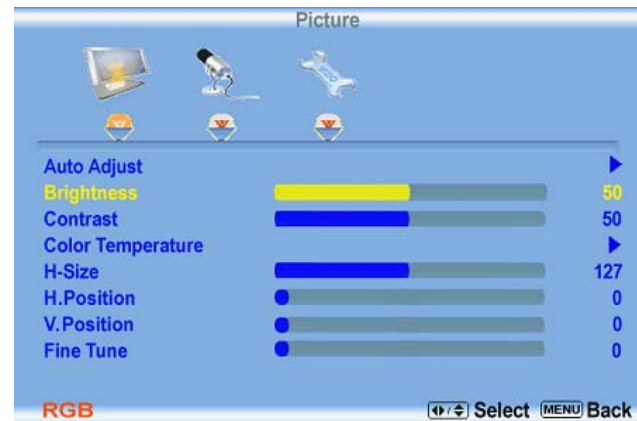 Picture
Auto Adjust
Brightness 50
Contrast 50
Color Temperature
H-Size 127
H.Position 0
V.Position 0
Fine Tune 0
RGB Select MENU Back